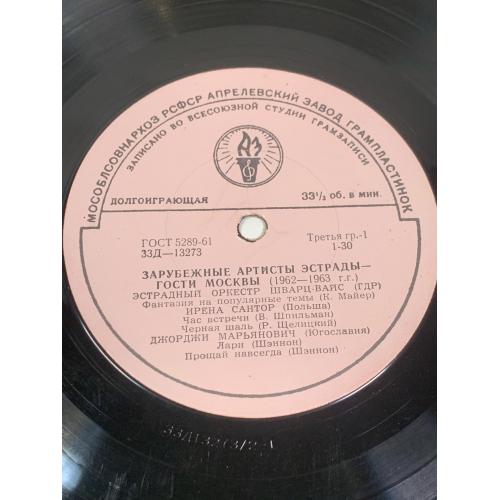 МОСОБЛСОВНАРХОЗ РСФСР АПРЕЛЕВСКИЙ ЗАВОД ГРАМПЛАСТИНОК
ЗАПИСАНО ВО ВСЕСОЮЗНОЙ СТУДИИ ГРАМЗАПИСИ
АЗ
ДОЛГОИГРАЮЩАЯ 33⅓ об. в мин.
ГОСТ 5289-61 Третья гр.-1
33Д—13273 1-30
ЗАРУБЕЖНЫЕ АРТИСТЫ ЭСТРАДЫ—
ГОСТИ МОСКВЫ (1962—1963 г.г.)
ЭСТРАДНЫЙ ОРКЕСТР ШВАРЦ-ВАЙС (ГДР)
Фантазия на популярные темы (К. Майер)
ИРЕНА САНТОР (Польша)
Час встречи (В. Шпильман)
Черная шаль (Р. Щелицкий)
ДЖОРДЖИ МАРЬЯНОВИЧ (Югославия)
Лари (Шэннон)
Прощай навсегда (Шэннон)